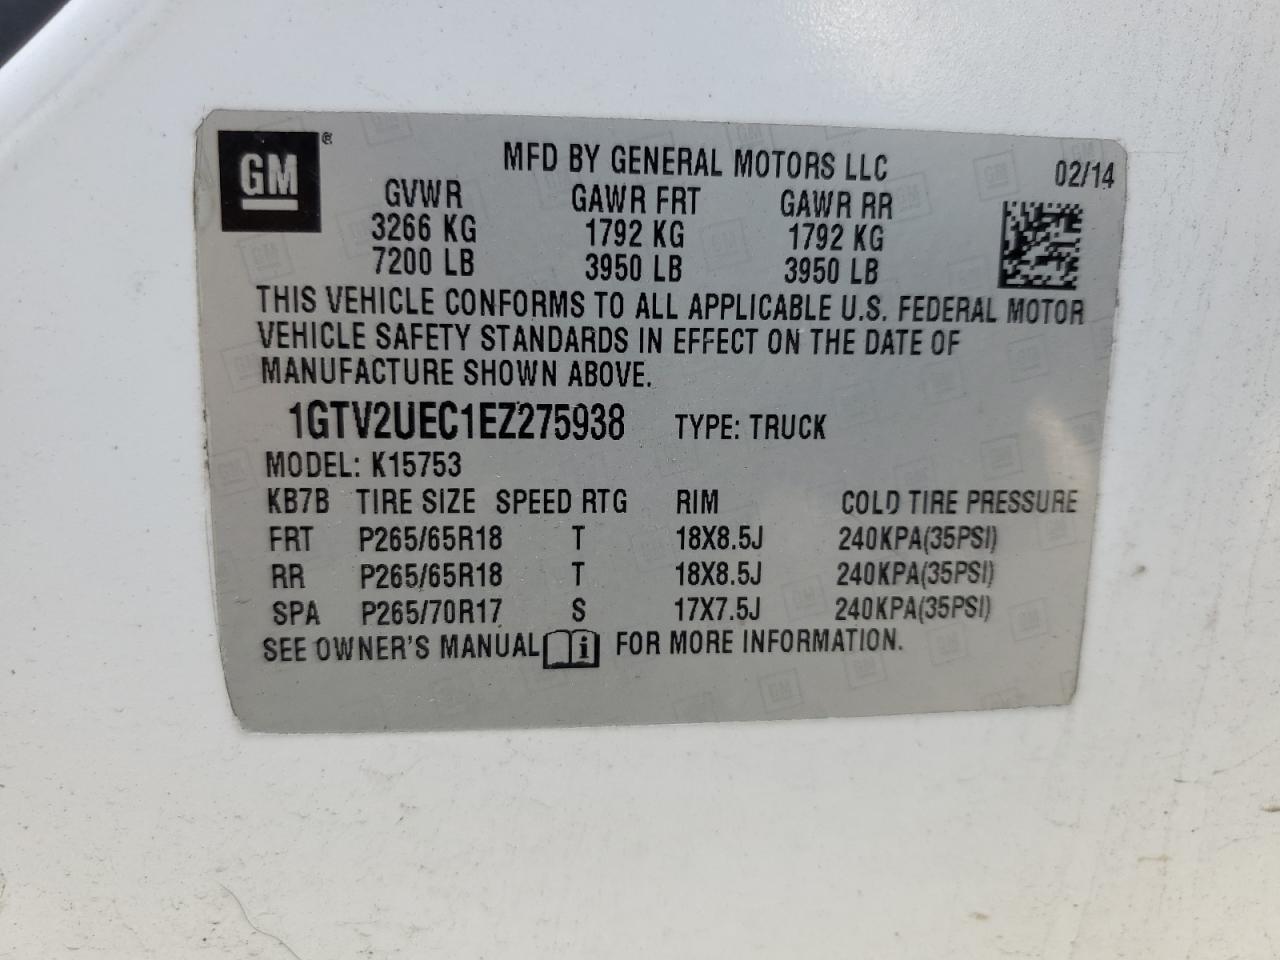 GM ®
MFD BY GENERAL MOTORS LLC 02/14
GVWR GAWR FRT GAWR RR
3266 KG 1792 KG 1792 KG
7200 LB 3950 LB 3950 LB
THIS VEHICLE CONFORMS TO ALL APPLICABLE U.S. FEDERAL MOTOR
VEHICLE SAFETY STANDARDS IN EFFECT ON THE DATE OF
MANUFACTURE SHOWN ABOVE.
1GTV2UEC1EZ275938 TYPE: TRUCK
MODEL: K15753
KB7B TIRE SIZE SPEED RTG RIM COLD TIRE PRESSURE
FRT P265/65R18 T 18X8.5J 240KPA(35PSI)
RR P265/65R18 T 18X8.5J 240KPA(35PSI)
SPA P265/70R17 S 17X7.5J 240KPA(35PSI)
SEE OWNER'S MANUAL i FOR MORE INFORMATION.